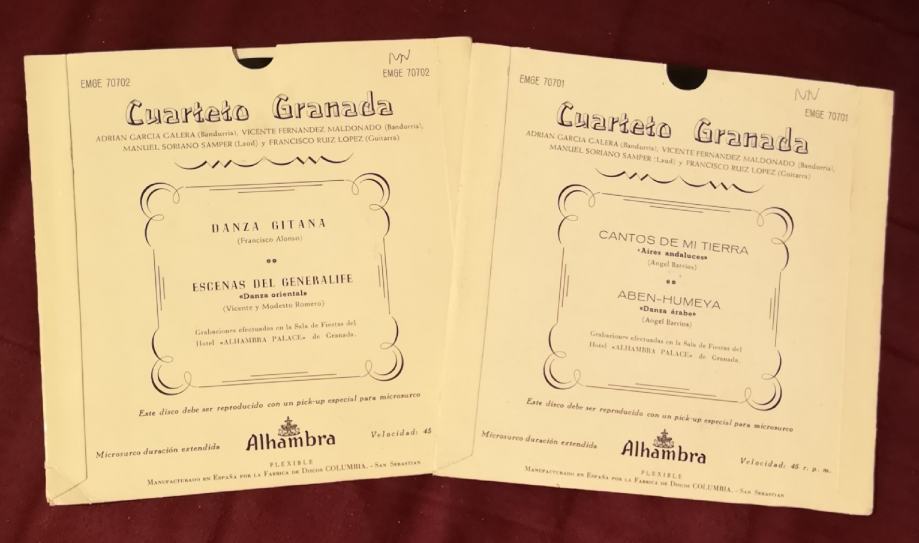 EMGE 70702
NN
EMGE 70702
Cuarteto Granada
ADRIAN GARCIA GALERA (Bandurria), VICENTE FERNANDEZ MALDONADO (Bandurria),
MANUEL SORIANO SAMPER (Laud) y FRANCISCO RUIZ LOPEZ (Guitarra)
DANZA GITANA
(Francisco Alonso)
ESCENAS DEL GENERALIFE
«Danza oriental»
(Vicente y Modesto Romero)
Grabaciones efectuadas en la Sala de Fiestas del
Hotel «ALHAMBRA PALACE» de Granada.
Este disco debe ser reproducido con un pick-up especial para microsurco
Microsurco duración extendida
Alhambra
Velocidad: 45
FLEXIBLE
MANUFACTURADO EN ESPAÑA POR LA FABRICA DE DISCOS COLUMBIA. - SAN SEBASTIAN
EMGE 70701
NN
EMGE 70701
Cuarteto Granada
ADRIAN GARCIA GALERA (Bandurria), VICENTE FERNANDEZ MALDONADO (Bandurria),
MANUEL SORIANO SAMPER (Laud) y FRANCISCO RUIZ LOPEZ (Guitarra)
CANTOS DE MI TIERRA
«Aires andaluces»
(Angel Barrios)
ABEN-HUMEYA
«Danza árabe»
(Angel Barrios)
Grabaciones efectuadas en la Sala de Fiestas del
Hotel «ALHAMBRA PALACE» de Granada.
Este disco debe ser reproducido con un pick-up especial para microsurco
Microsurco duración extendida
Alhambra
Velocidad: 45 r. p. m.
FLEXIBLE
MANUFACTURADO EN ESPAÑA POR LA FABRICA DE DISCOS COLUMBIA. - SAN SEBASTIAN